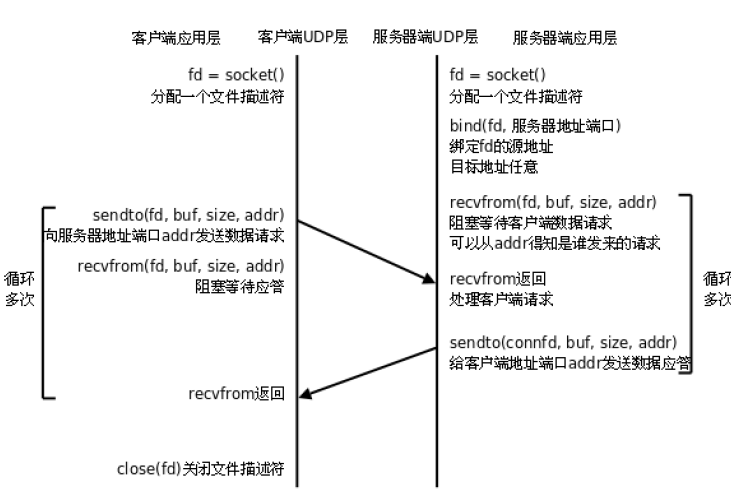 客户端应用层
客户端UDP层
服务器端UDP层
服务器端应用层
fd = socket()
分配一个文件描述符
fd = socket()
分配一个文件描述符
bind(fd, 服务器地址端口)
绑定fd的源地址
目标地址任意
sendto(fd, buf, size, addr)
向服务器地址端口addr发送数据请求
recvfrom(fd, buf, size, addr)
阻塞等待应答
循环
多次
recvfrom(fd, buf, size, addr)
阻塞等待客户端数据请求
可以从addr得知是谁发来的请求
recvfrom返回
处理客户端请求
循环
多次
sendto(connfd, buf, size, addr)
给客户端地址端口addr发送数据应答
recvfrom返回
close(fd)关闭文件描述符